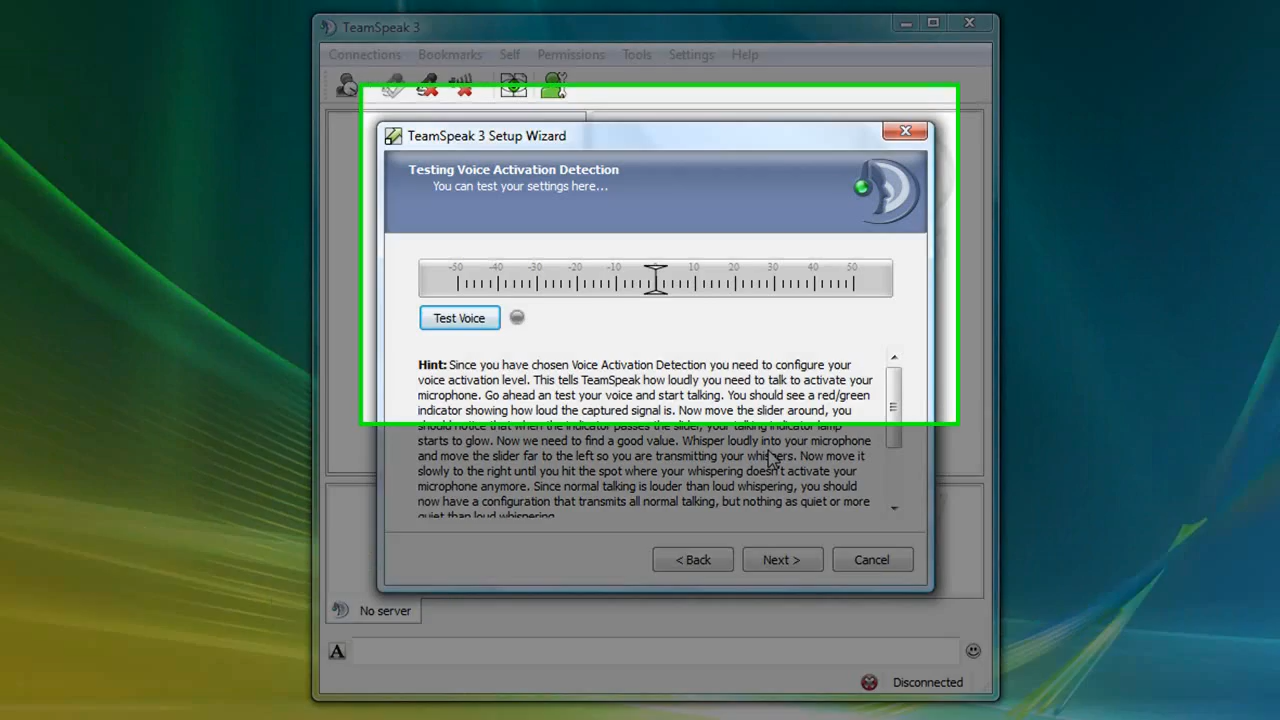 TeamSpeak 3
Connections Bookmarks Self Permissions Tools Settings Help
TeamSpeak 3 Setup Wizard
Testing Voice Activation Detection
You can test your settings here...
-50 -40 -30 -20 -10 0 10 20 30 40 50
Test Voice
Hint: Since you have chosen Voice Activation Detection you need to configure your
voice activation level. This tells TeamSpeak how loudly you need to talk to activate your
microphone. Go ahead an test your voice and start talking. You should see a red/green
indicator showing how loud the captured signal is. Now move the slider around, you
should notice that when the indicator passes the slider, your talking indicator lamp
starts to glow. Now we need to find a good value. Whisper loudly into your microphone
and move the slider far to the left so you are transmitting your whispers. Now move it
slowly to the right until you hit the spot where your whispering doesn't activate your
microphone anymore. Since normal talking is louder than loud whispering, you should
now have a configuration that transmits all normal talking, but nothing as quiet or more
quiet than loud whispering.
< Back Next > Cancel
No server
A
Disconnected